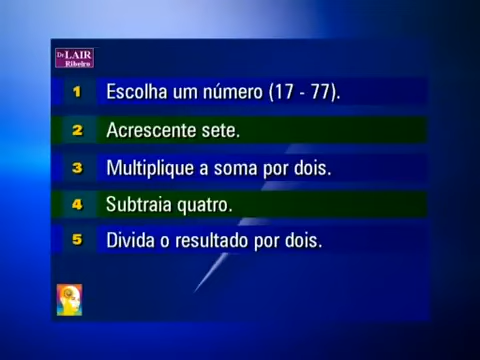 Dr. LAIR
Ribeiro
1 Escolha um número (17 - 77).
2 Acrescente sete.
3 Multiplique a soma por dois.
4 Subtraia quatro.
5 Divida o resultado por dois.